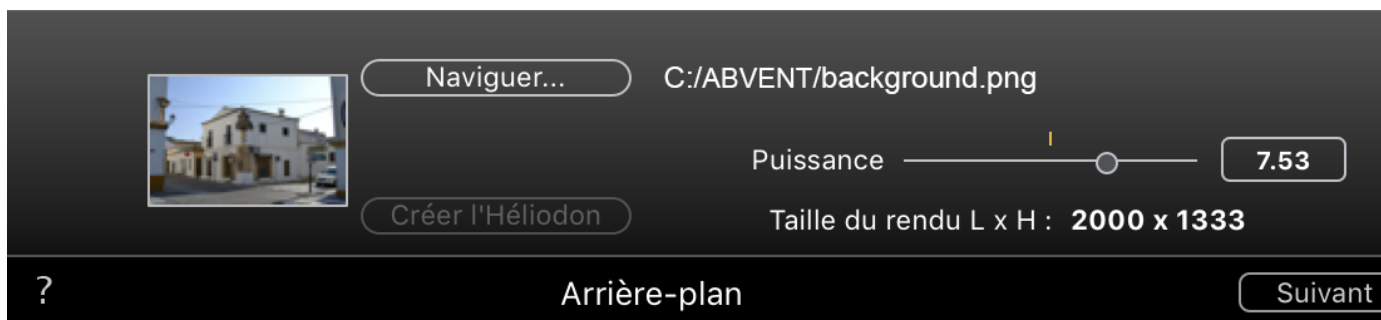 Naviguer... C:/ABVENT/background.png
Puissance 7.53
Créer l'Héliodon Taille du rendu L x H : 2000 x 1333
? Arrière-plan Suivant